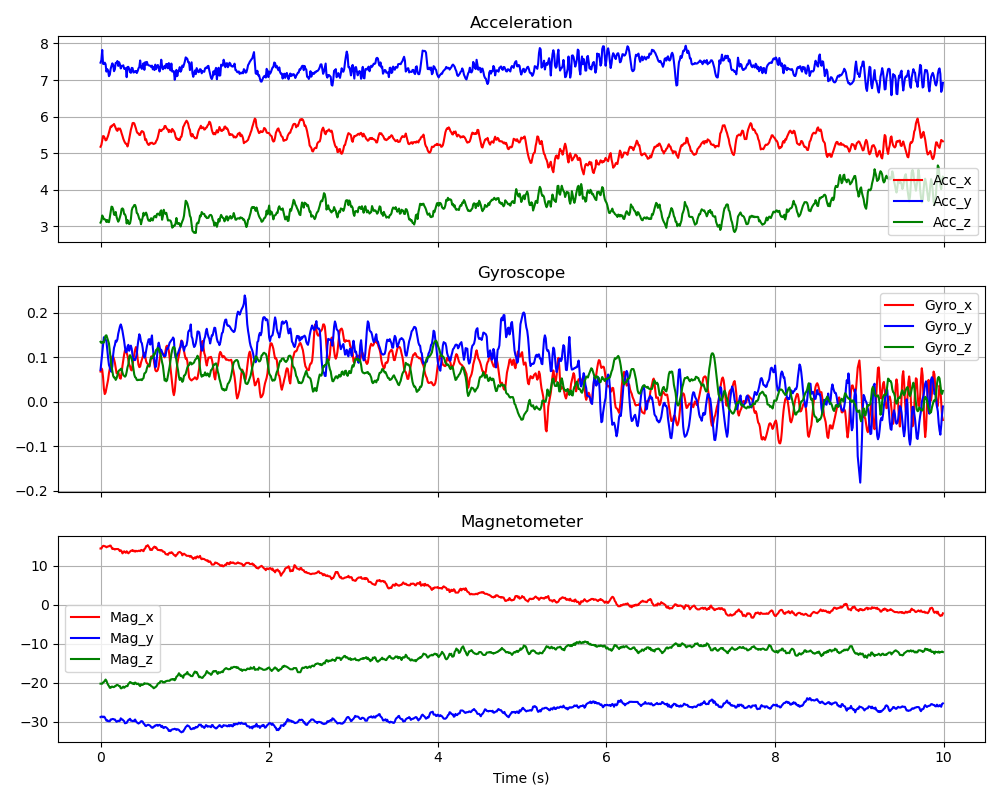 Acceleration
8
7
6
5
4
3
Acc_x
Acc_y
Acc_z
Gyroscope
0.2
0.1
0.0
−0.1
−0.2
Gyro_x
Gyro_y
Gyro_z
Magnetometer
10
0
−10
−20
−30
Mag_x
Mag_y
Mag_z
0 2 4 6 8 10
Time (s)